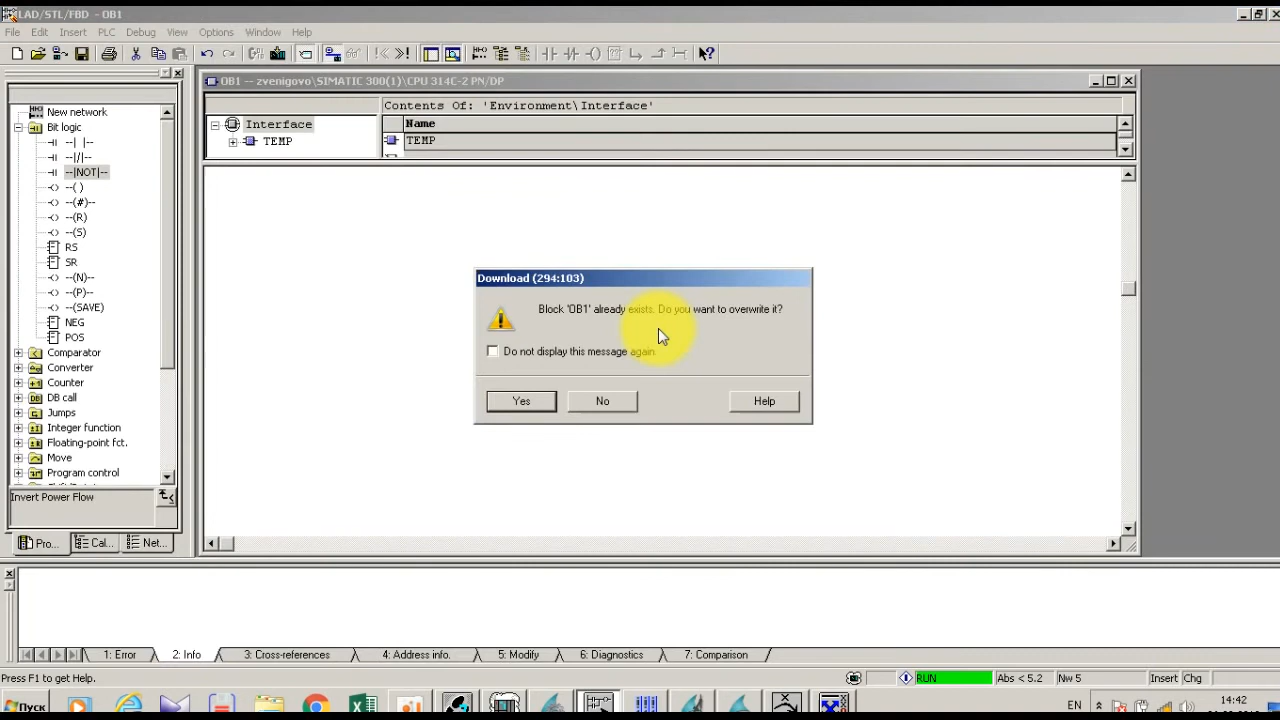 LAD/STL/FBD - OB1
File Edit Insert PLC Debug View Options Window Help
OB1 -- zvenigovo\SIMATIC 300(1)\CPU 314C-2 PN/DP
Contents Of: 'Environment\Interface'
Interface
Name
TEMP
TEMP
New network
Bit logic
--| |--
--|/|--
--|NOT|--
--( )
--(#)--
--(R)
--(S)
RS
SR
--(N)--
--(P)--
--(SAVE)
NEG
POS
Comparator
Converter
Counter
DB call
Jumps
Integer function
Floating-point fct.
Move
Program control
Invert Power Flow
Pro... Cal... Net...
Download (294:103)
Block 'OB1' already exists. Do you want to overwrite it?
Do not display this message again.
Yes No Help
1: Error 2: Info 3: Cross-references 4: Address info. 5: Modify 6: Diagnostics 7: Comparison
Press F1 to get Help.
RUN Abs < 5.2 Nw 5 Insert Chg
Пуск
EN
14:42